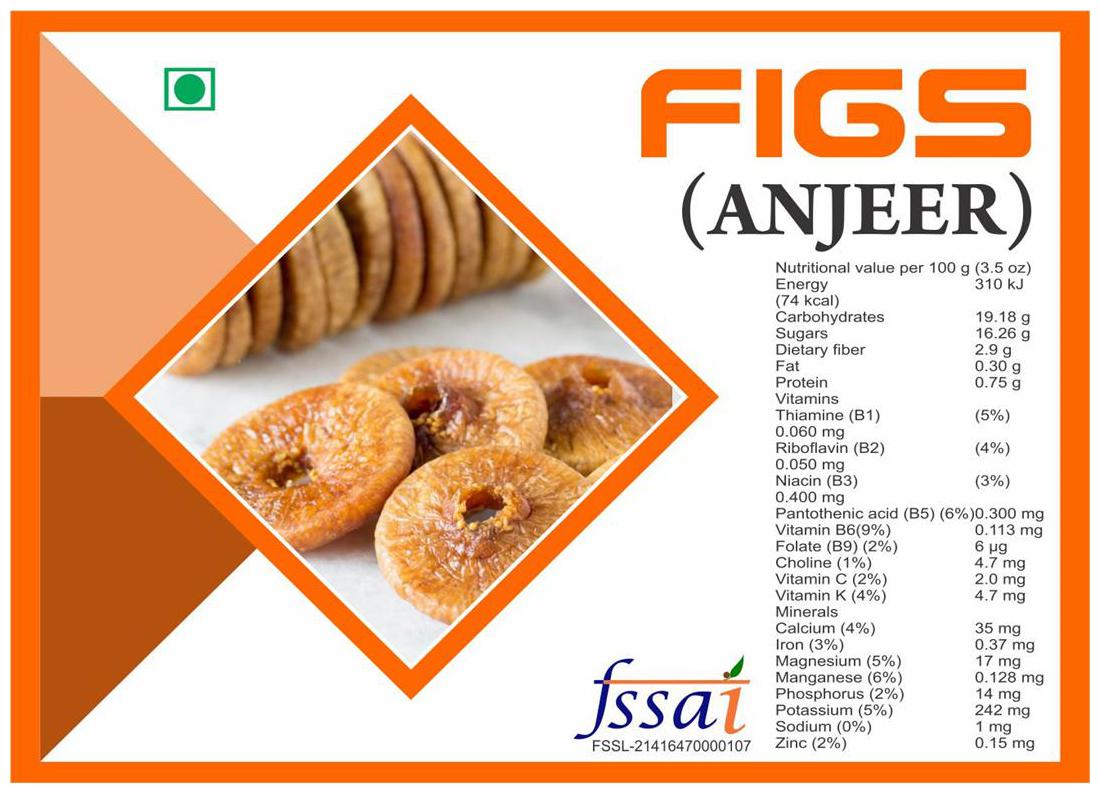 FIGS
(ANJEER)
Nutritional value per 100 g (3.5 oz)
Energy 310 kJ
(74 kcal)
Carbohydrates 19.18 g
Sugars 16.26 g
Dietary fiber 2.9 g
Fat 0.30 g
Protein 0.75 g
Vitamins
Thiamine (B1) (5%)
0.060 mg
Riboflavin (B2) (4%)
0.050 mg
Niacin (B3) (3%)
0.400 mg
Pantothenic acid (B5) (6%)0.300 mg
Vitamin B6(9%) 0.113 mg
Folate (B9) (2%) 6 µg
Choline (1%) 4.7 mg
Vitamin C (2%) 2.0 mg
Vitamin K (4%) 4.7 mg
Minerals
Calcium (4%) 35 mg
Iron (3%) 0.37 mg
Magnesium (5%) 17 mg
Manganese (6%) 0.128 mg
Phosphorus (2%) 14 mg
Potassium (5%) 242 mg
Sodium (0%) 1 mg
Zinc (2%) 0.15 mg
fssai
FSSL-21416470000107